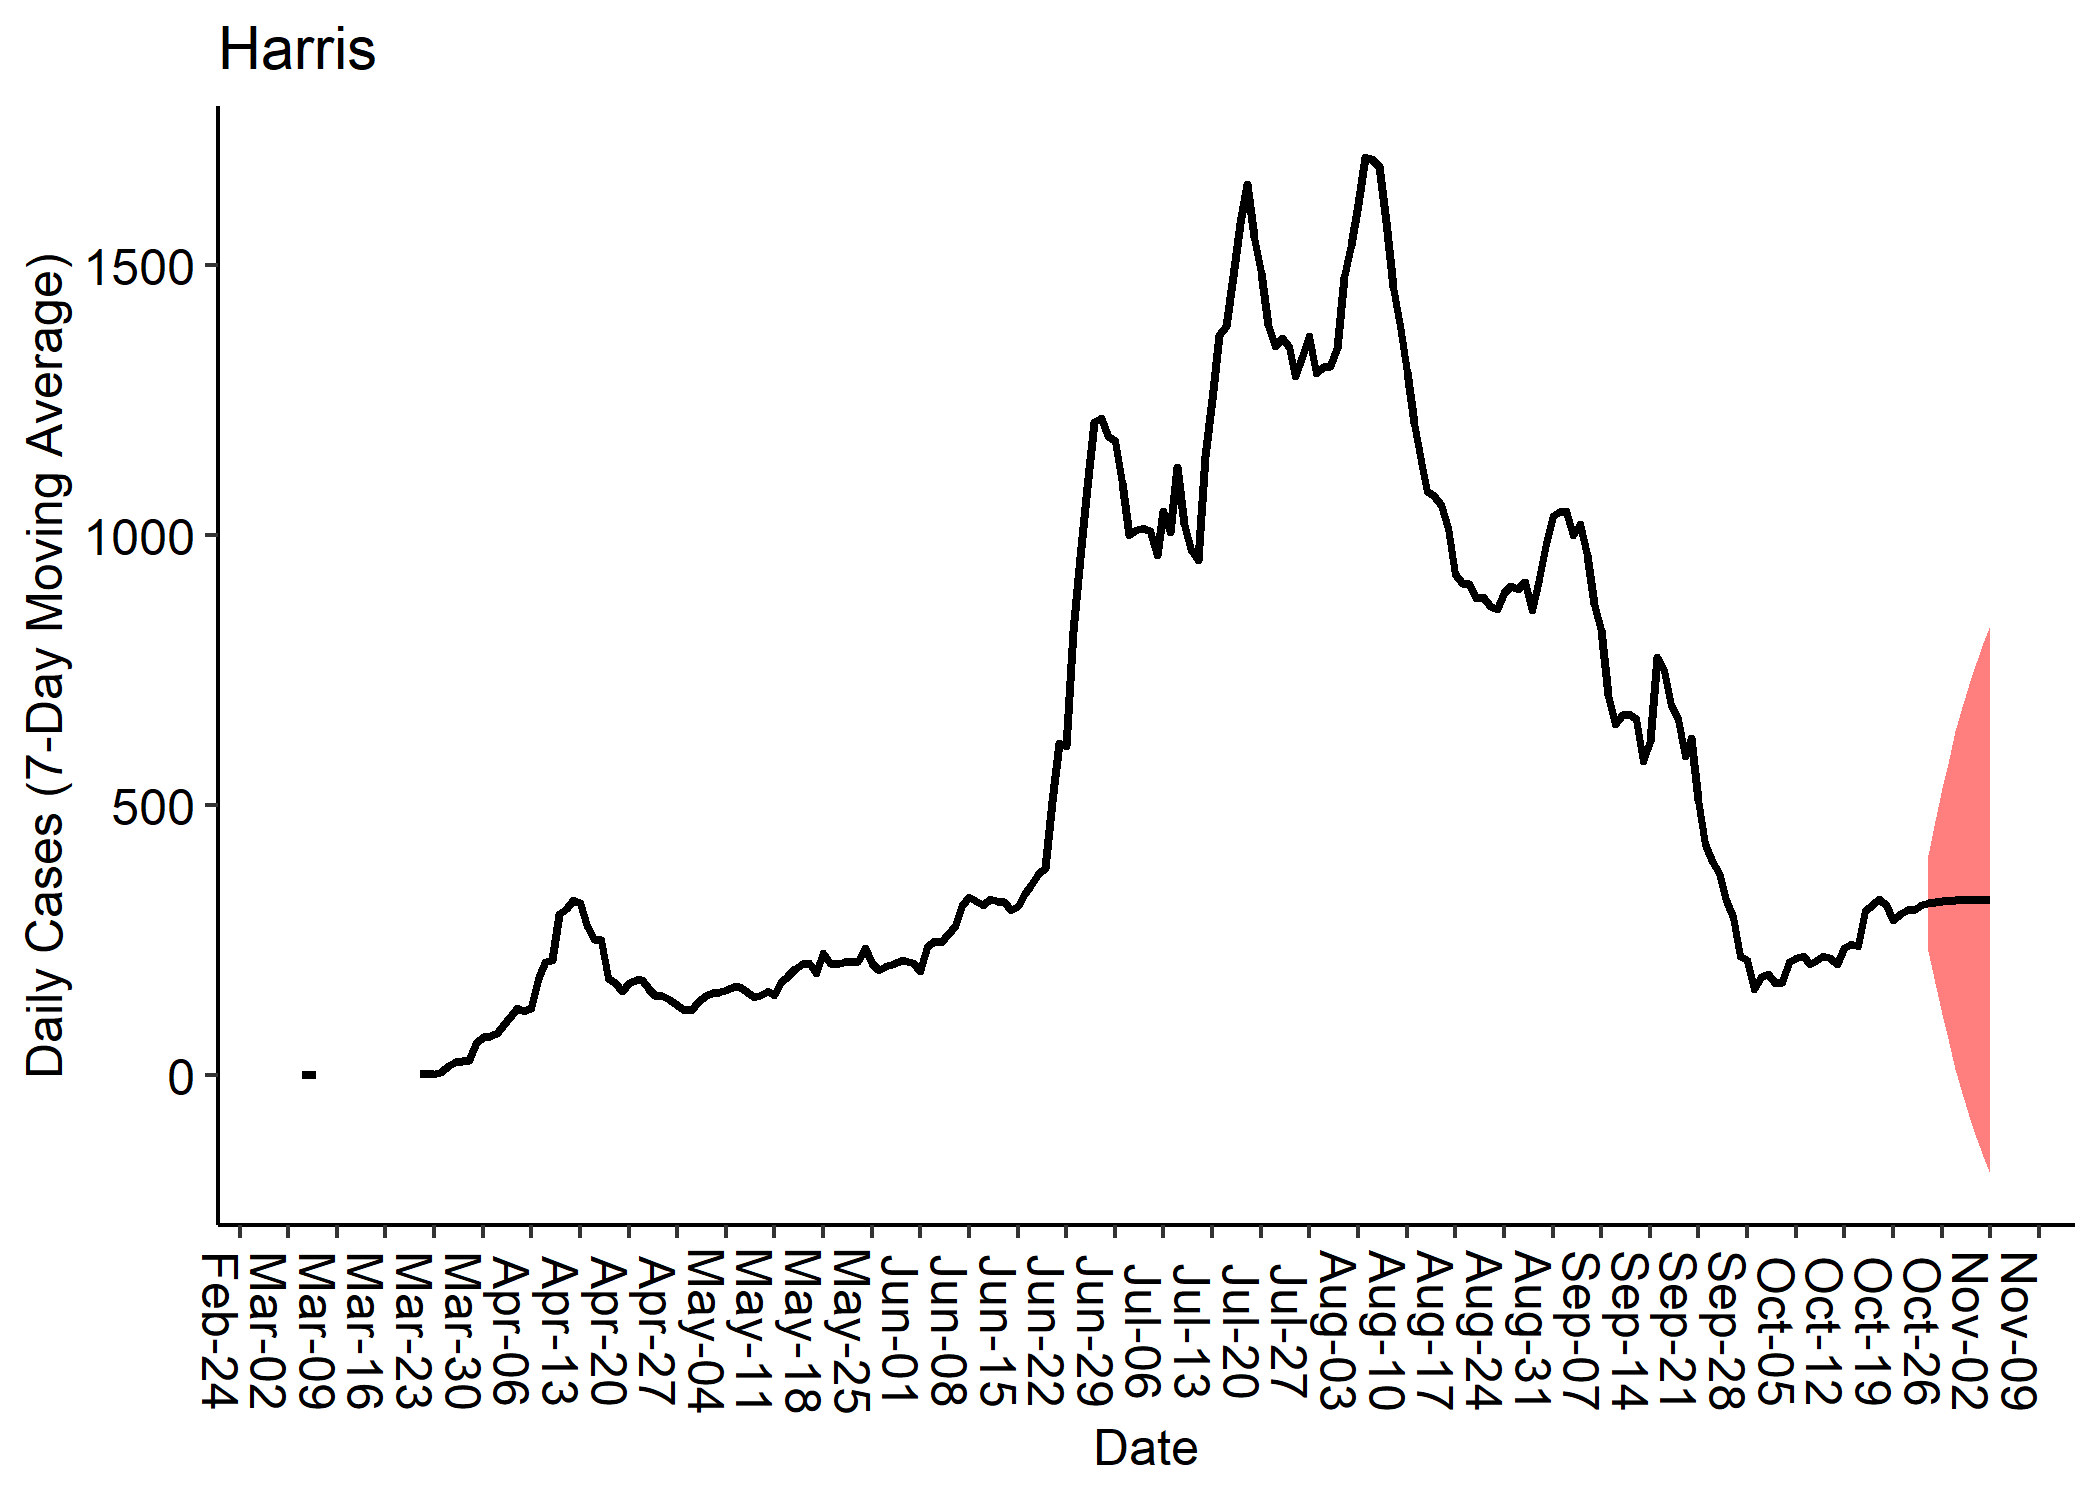 Harris
Daily Cases (7-Day Moving Average)
1500
1000
500
0
Feb-24
Mar-02
Mar-09
Mar-16
Mar-23
Mar-30
Apr-06
Apr-13
Apr-20
Apr-27
May-04
May-11
May-18
May-25
Jun-01
Jun-08
Jun-15
Jun-22
Jun-29
Jul-06
Jul-13
Jul-20
Jul-27
Aug-03
Aug-10
Aug-17
Aug-24
Aug-31
Sep-07
Sep-14
Sep-21
Sep-28
Oct-05
Oct-12
Oct-19
Oct-26
Nov-02
Nov-09
Date